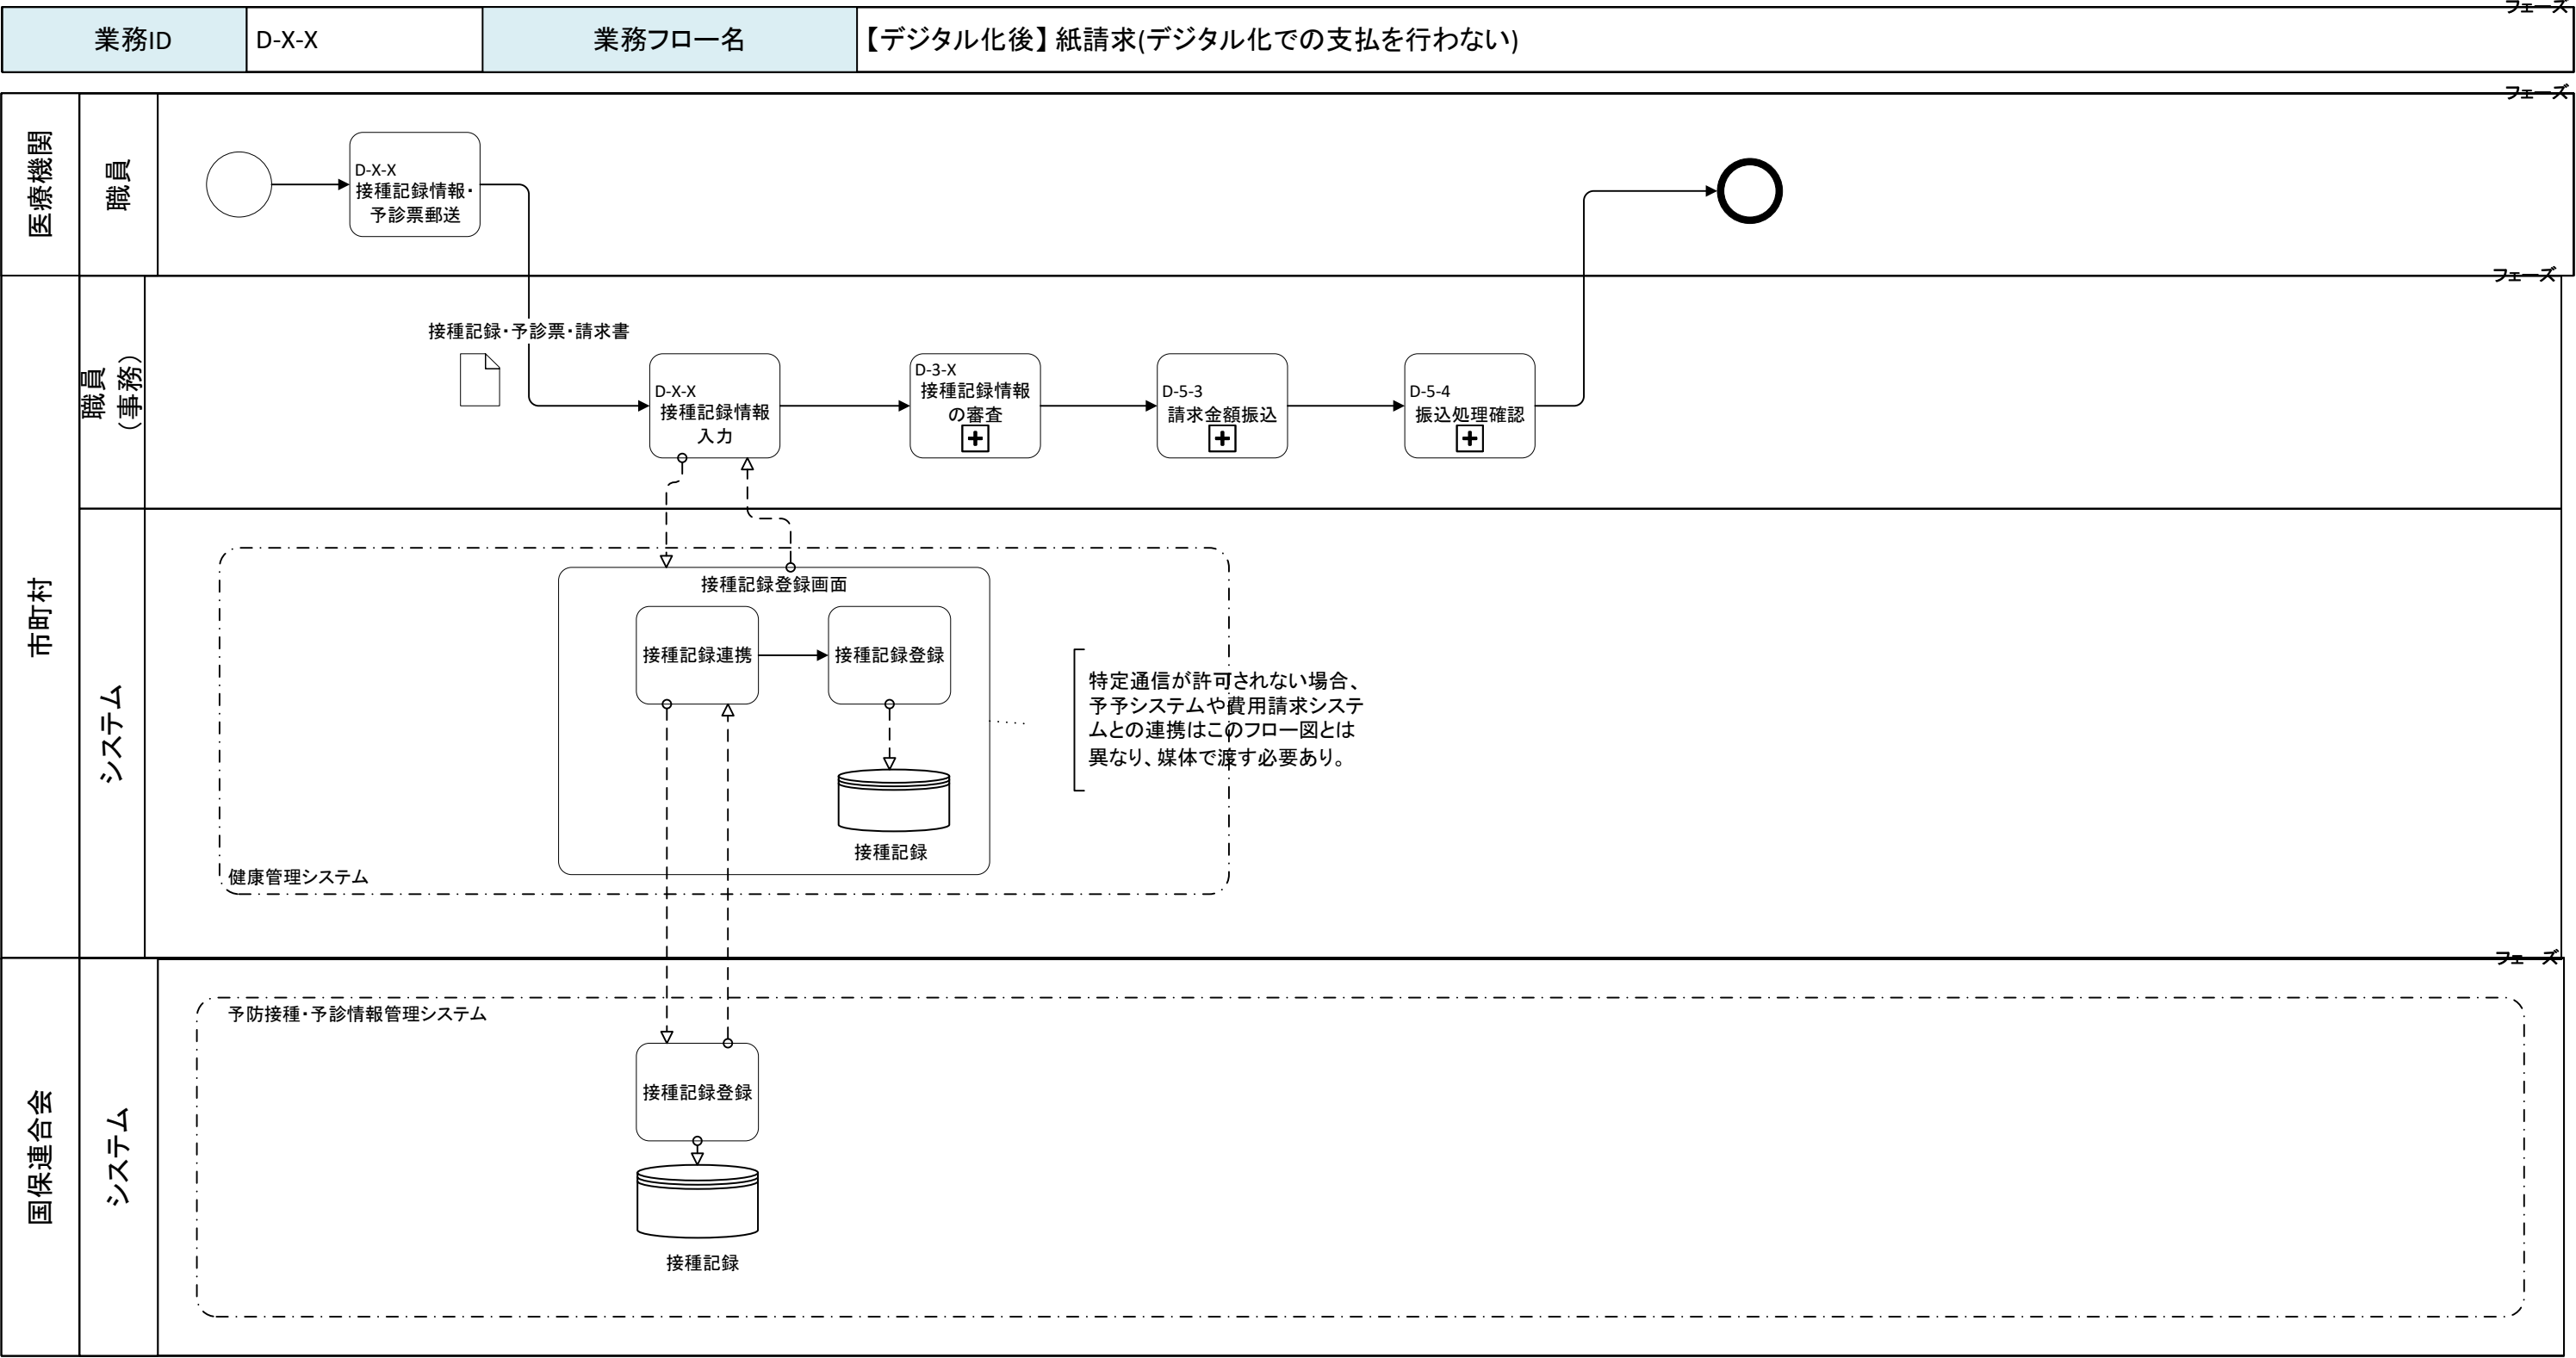 フェーズ
業務ID
D-X-X
業務フロー名
【デジタル化後】紙請求(デジタル化での支払を行わない)
フェーズ
医療機関
職員
D-X-X
接種記録情報・
予診票郵送
フェーズ
市町村
職員
（事務）
接種記録・予診票・請求書
D-X-X
接種記録情報
入力
D-3-X
接種記録情報
の審査
D-5-3
請求金額振込
D-5-4
振込処理確認
システム
接種記録登録画面
接種記録連携
接種記録登録
接種記録
特定通信が許可されない場合、
予予システムや費用請求システ
ムとの連携はこのフロー図とは
異なり、媒体で渡す必要あり。
健康管理システム
フェーズ
国保連合会
システム
予防接種・予診情報管理システム
接種記録登録
接種記録